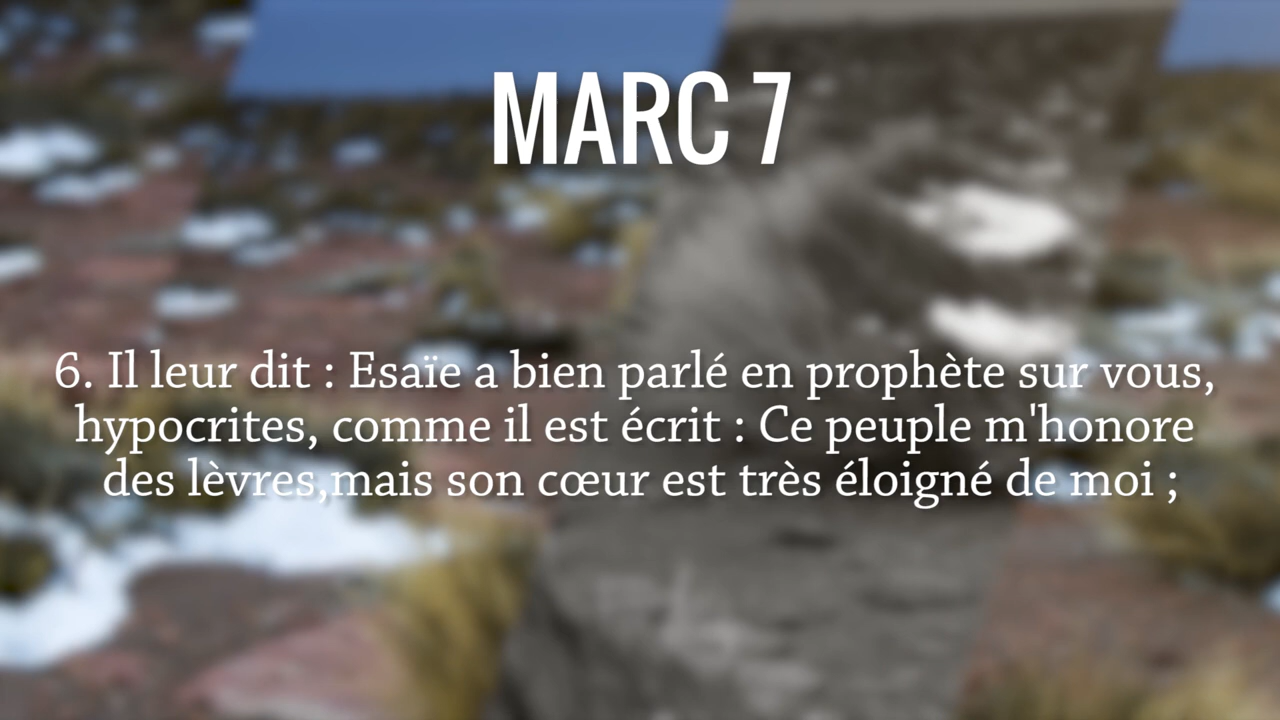 MARC 7
6. Il leur dit : Esaïe a bien parlé en prophète sur vous,
hypocrites, comme il est écrit : Ce peuple m'honore
des lèvres,mais son cœur est très éloigné de moi ;